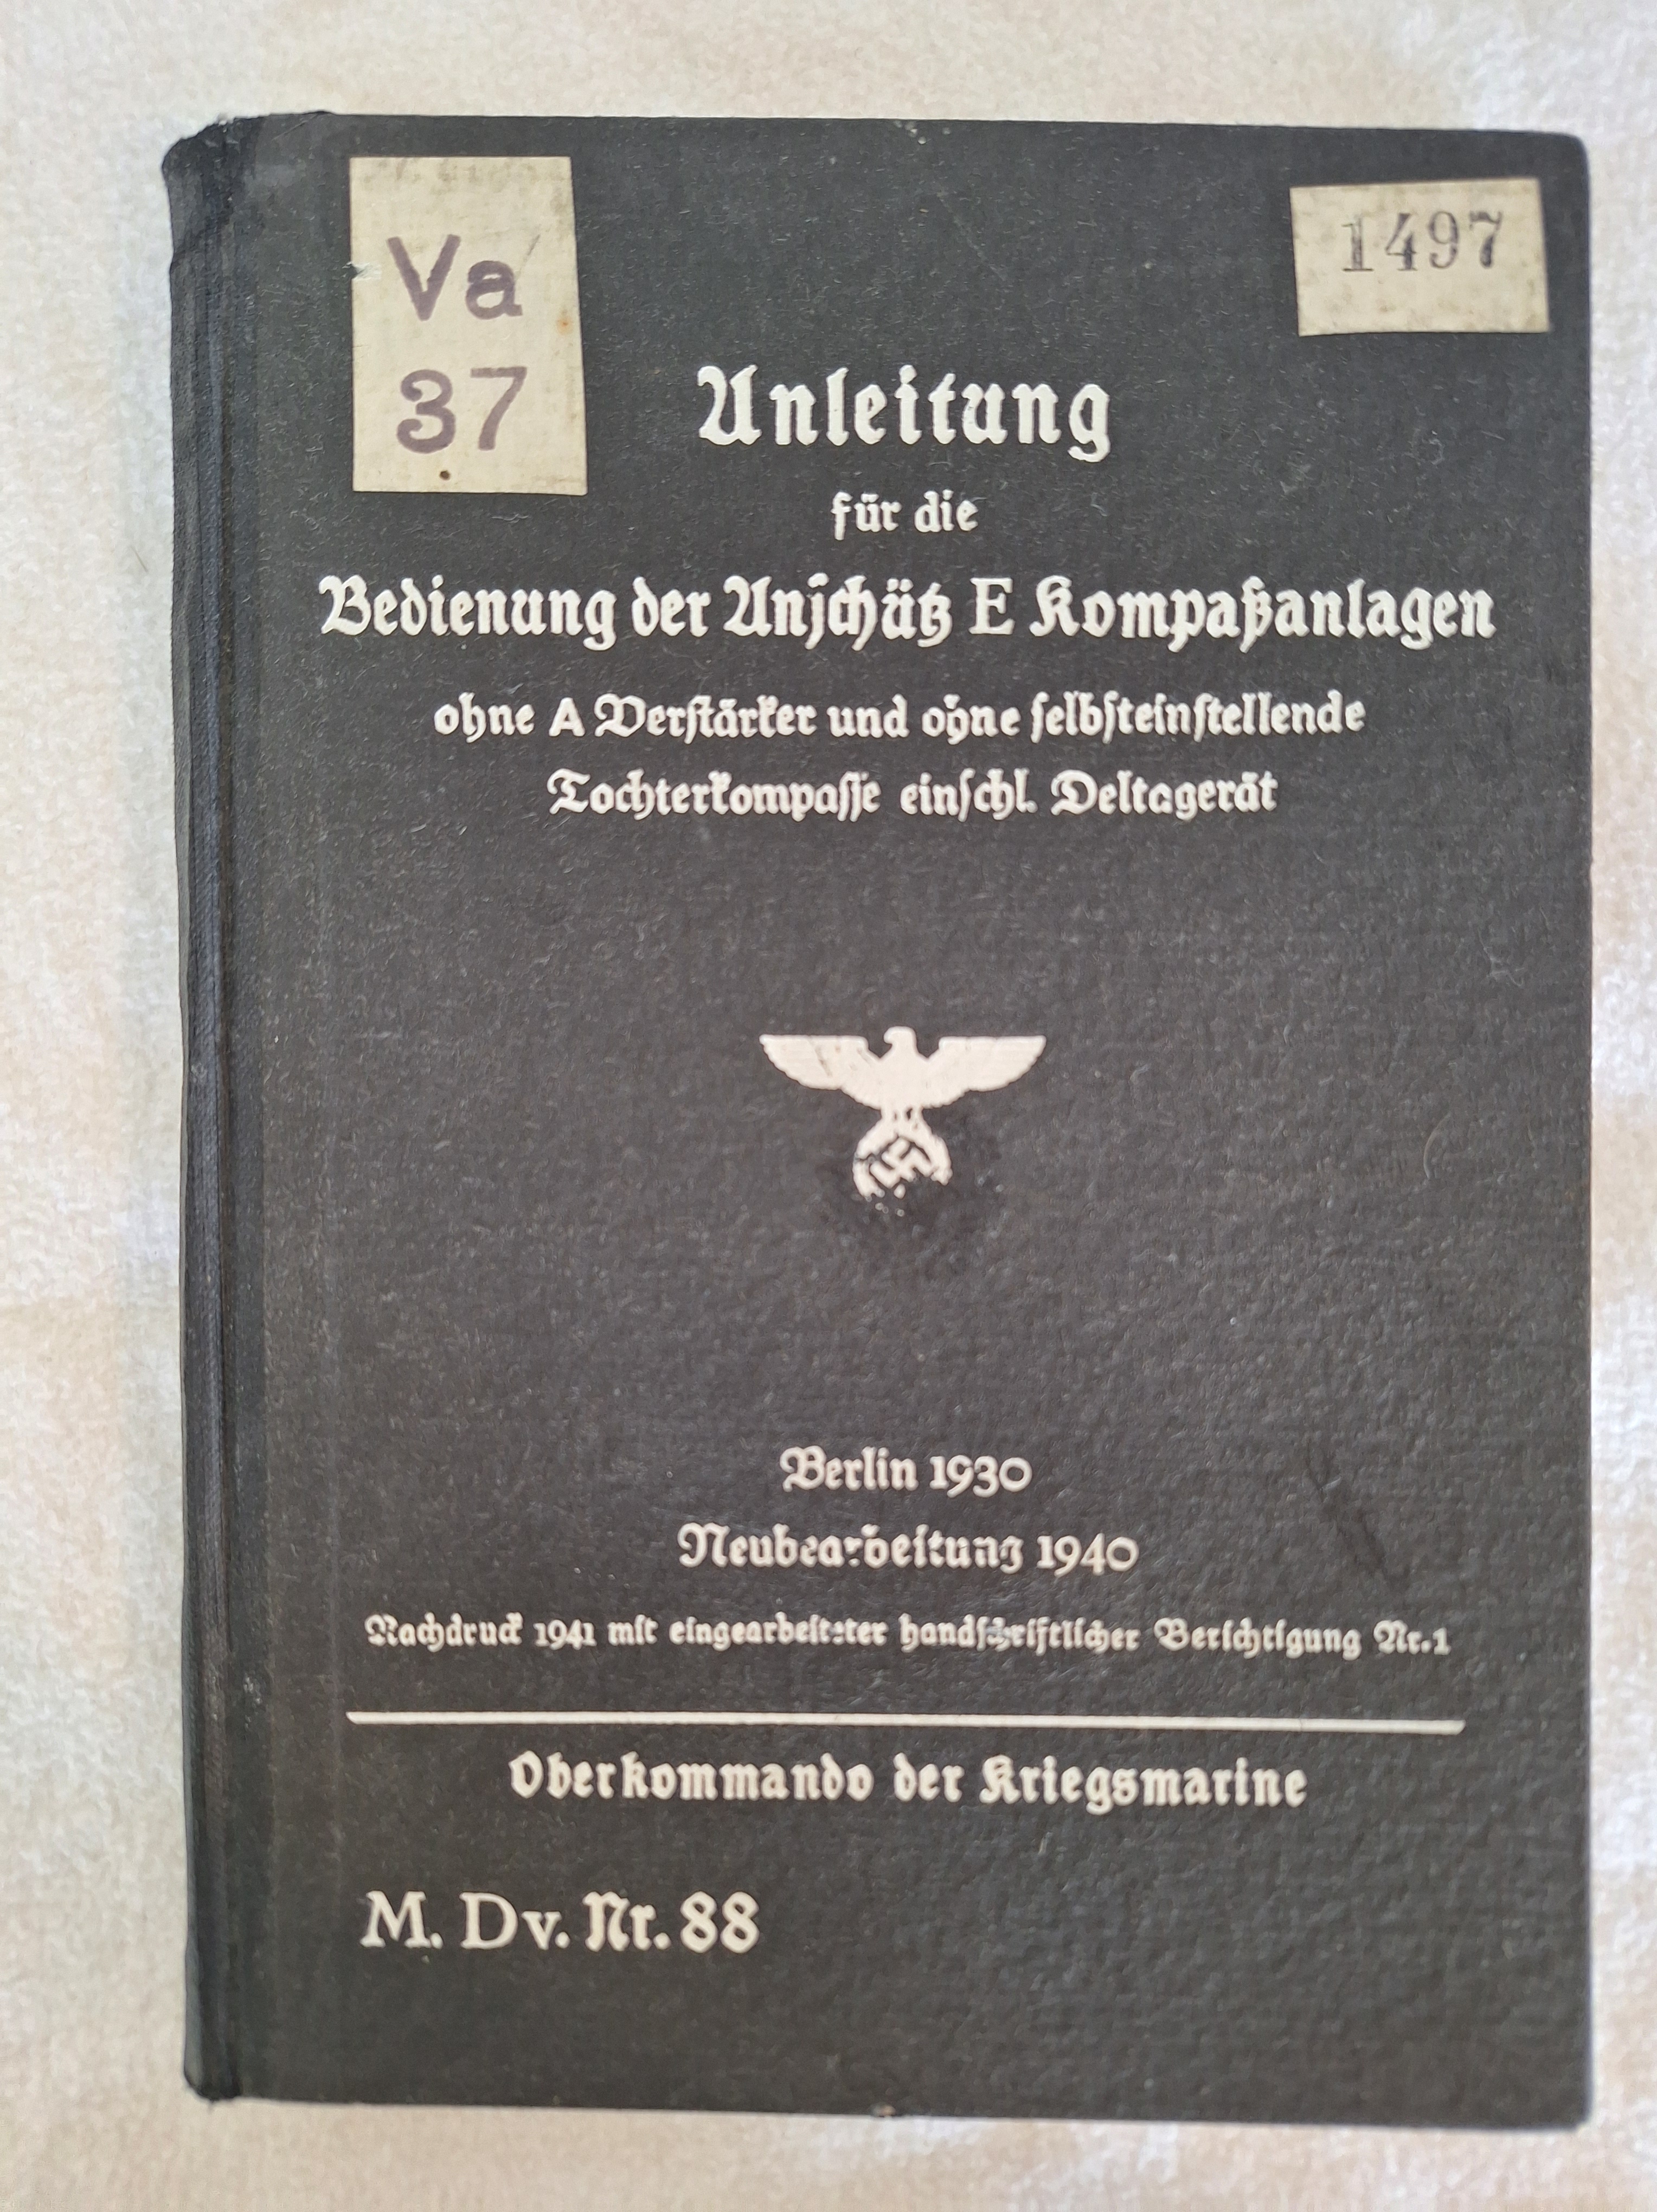 Va
37
1497
Anleitung
für die
Bedienung der Anschütz E Kompaßanlagen
ohne A Verstärker und ohne selbsteinstellende
Tochterkompasse einschl. Deltagerät
Berlin 1930
Neubearbeitung 1940
Nachdruck 1941 mit eingearbeiteter handschriftlicher Berichtigung Nr.1
Oberkommando der Kriegsmarine
M. Dv. Nr. 88